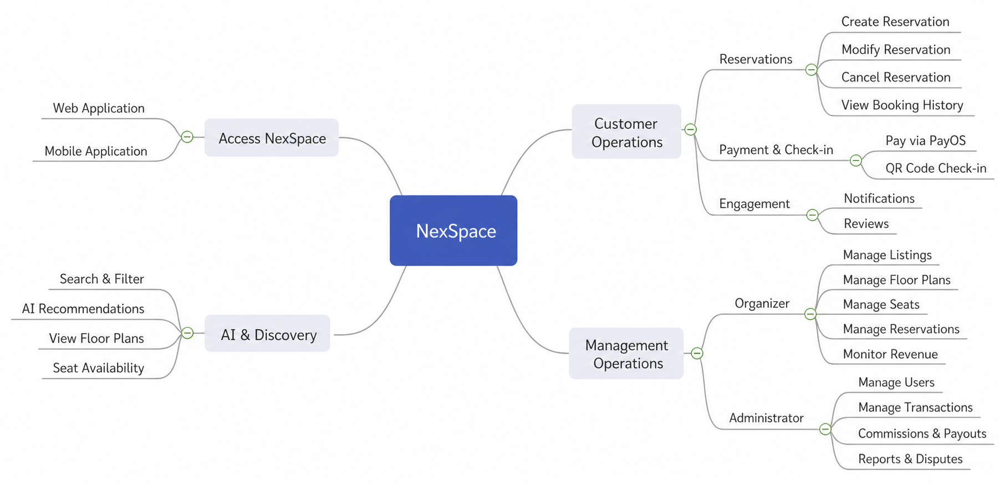 NexSpace
Access NexSpace
Web Application
Mobile Application
AI & Discovery
Search & Filter
AI Recommendations
View Floor Plans
Seat Availability
Customer
Operations
Reservations
Create Reservation
Modify Reservation
Cancel Reservation
View Booking History
Payment & Check-in
Pay via PayOS
QR Code Check-in
Engagement
Notifications
Reviews
Management
Operations
Organizer
Manage Listings
Manage Floor Plans
Manage Seats
Manage Reservations
Monitor Revenue
Administrator
Manage Users
Manage Transactions
Commissions & Payouts
Reports & Disputes